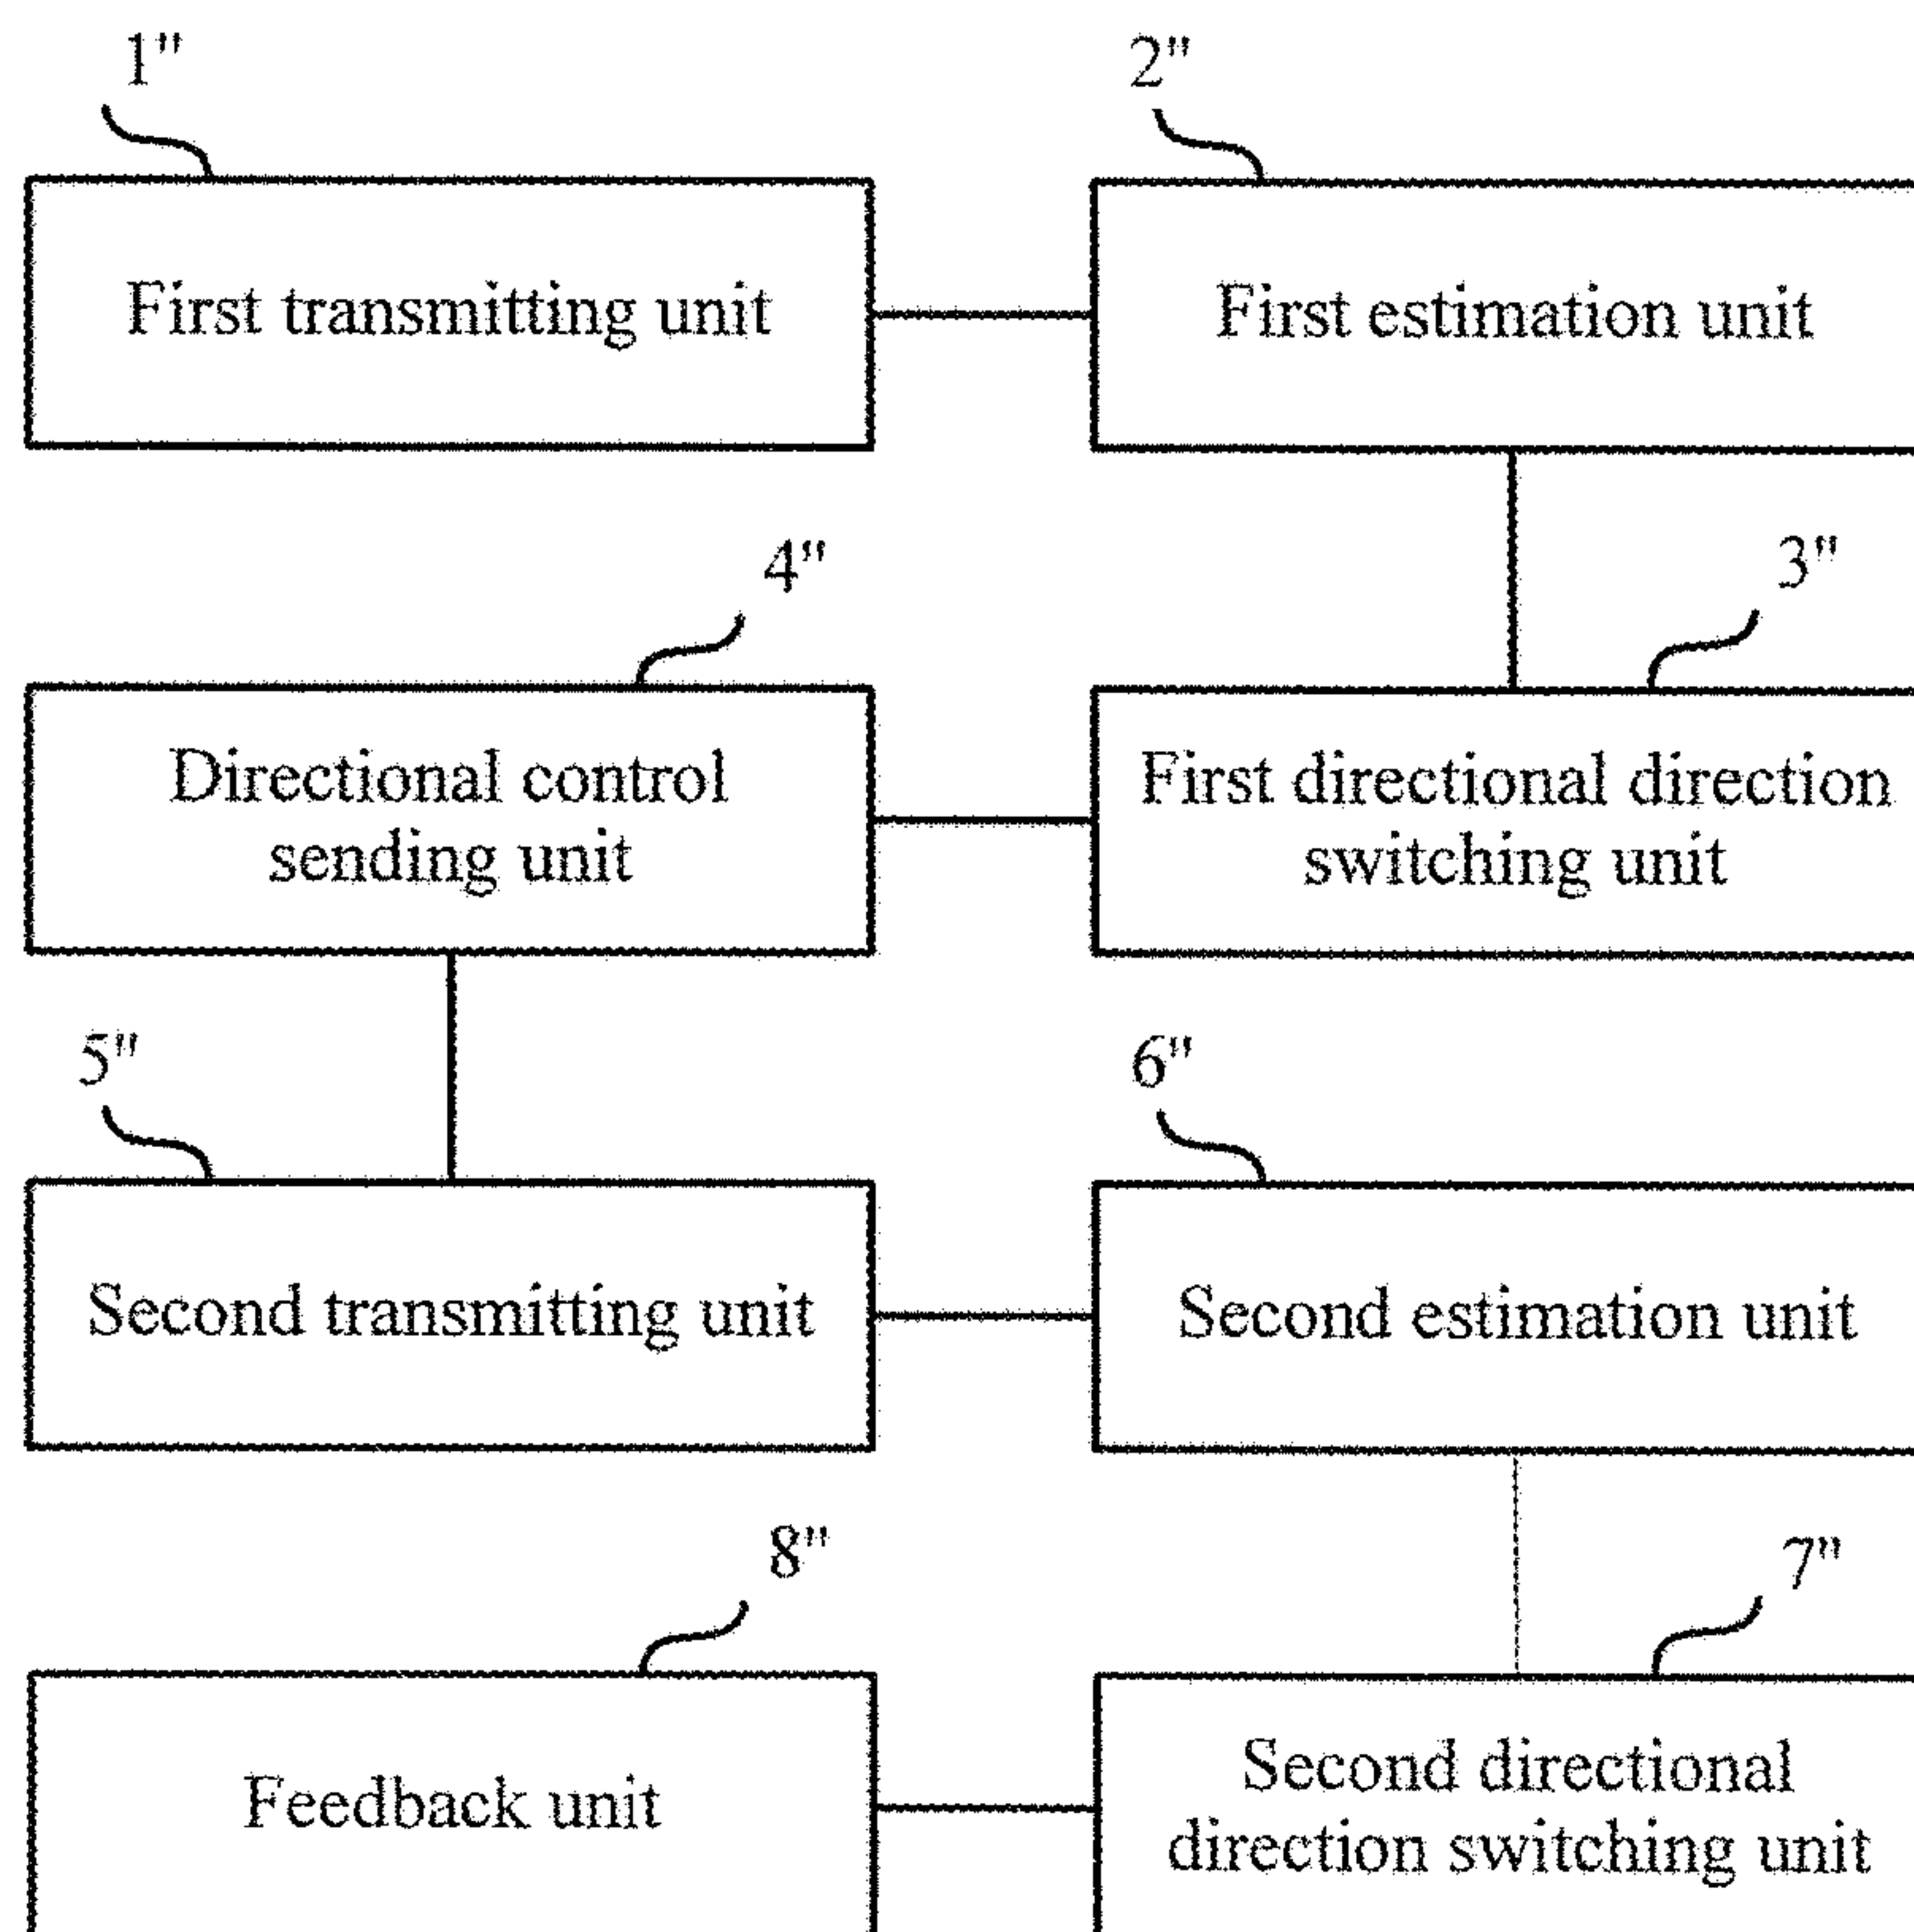 1"
2"
First transmitting unit
First estimation unit
4"
3"
Directional control
sending unit
First directional direction
switching unit
5"
6"
Second transmitting unit
Second estimation unit
8"
7"
Feedback unit
Second directional
direction switching unit